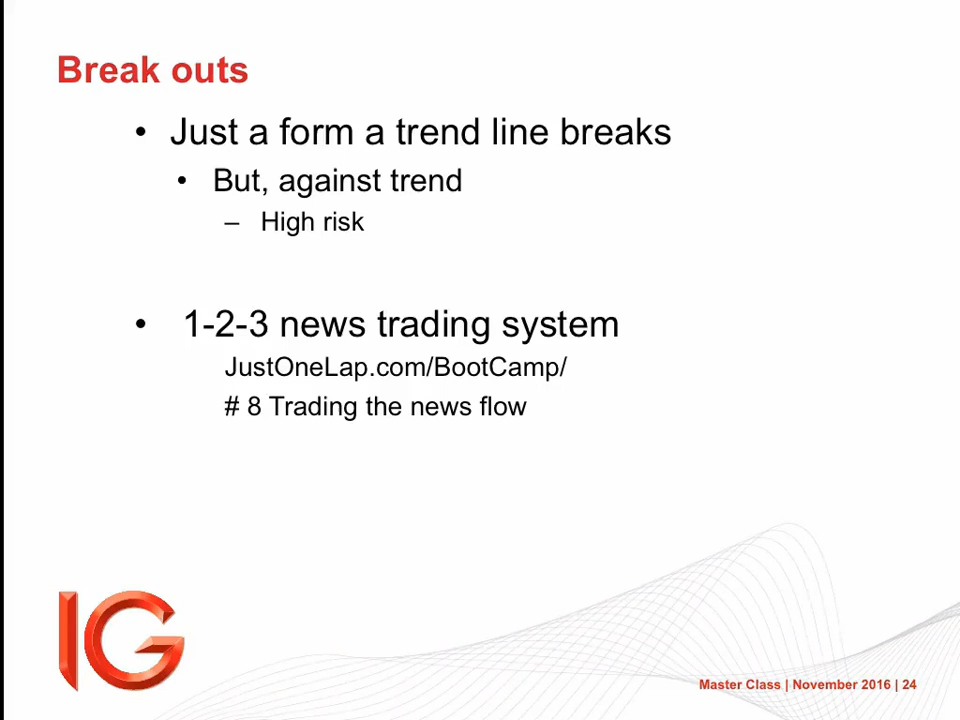 Break outs
• Just a form a trend line breaks
• But, against trend
– High risk
• 1-2-3 news trading system
JustOneLap.com/BootCamp/
# 8 Trading the news flow
IG
Master Class | November 2016 | 24